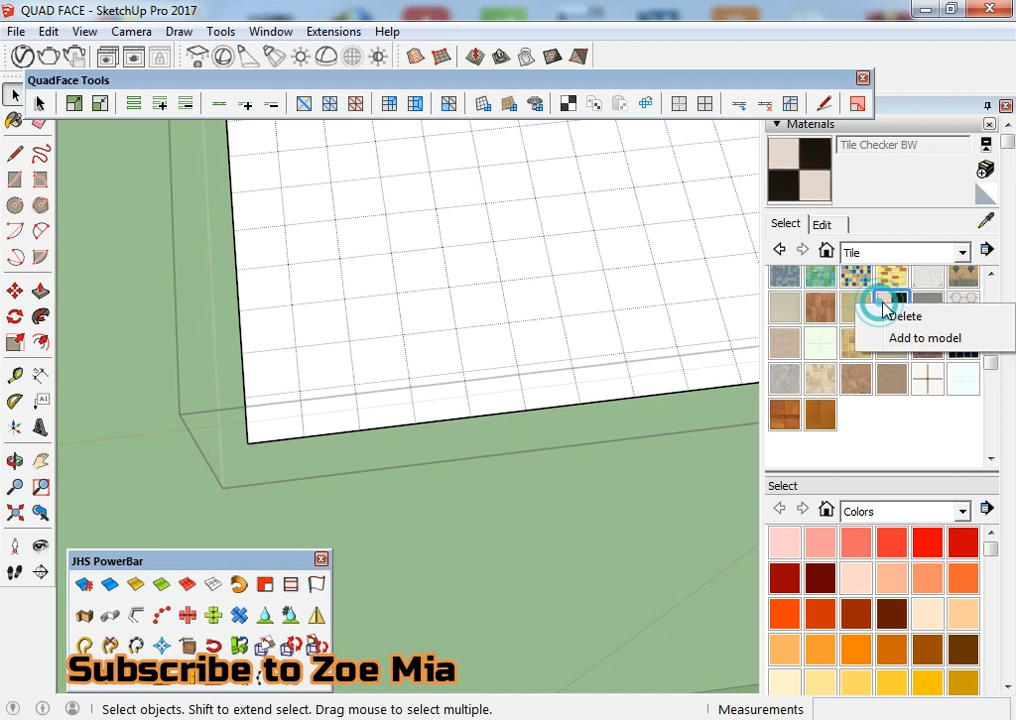 QUAD FACE - SketchUp Pro 2017
File Edit View Camera Draw Tools Window Extensions Help
QuadFace Tools
Materials
Tile Checker BW
Select Edit
Tile
Delete
Add to model
Select
Colors
JHS PowerBar
Subscribe to Zoe Mia
Select objects. Shift to extend select. Drag mouse to select multiple.
Measurements